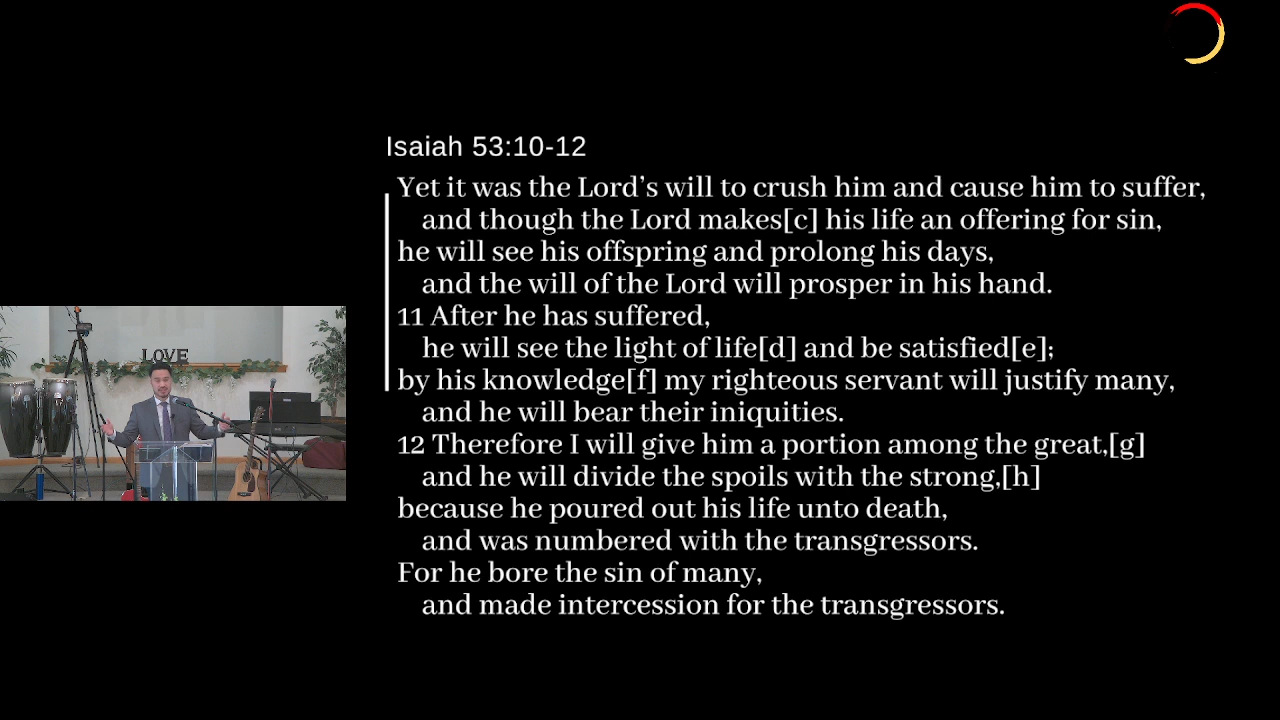 Isaiah 53:10-12
Yet it was the Lord’s will to crush him and cause him to suffer,
and though the Lord makes[c] his life an offering for sin,
he will see his offspring and prolong his days,
and the will of the Lord will prosper in his hand.
11 After he has suffered,
he will see the light of life[d] and be satisfied[e];
by his knowledge[f] my righteous servant will justify many,
and he will bear their iniquities.
12 Therefore I will give him a portion among the great,[g]
and he will divide the spoils with the strong,[h]
because he poured out his life unto death,
and was numbered with the transgressors.
For he bore the sin of many,
and made intercession for the transgressors.
LOVE